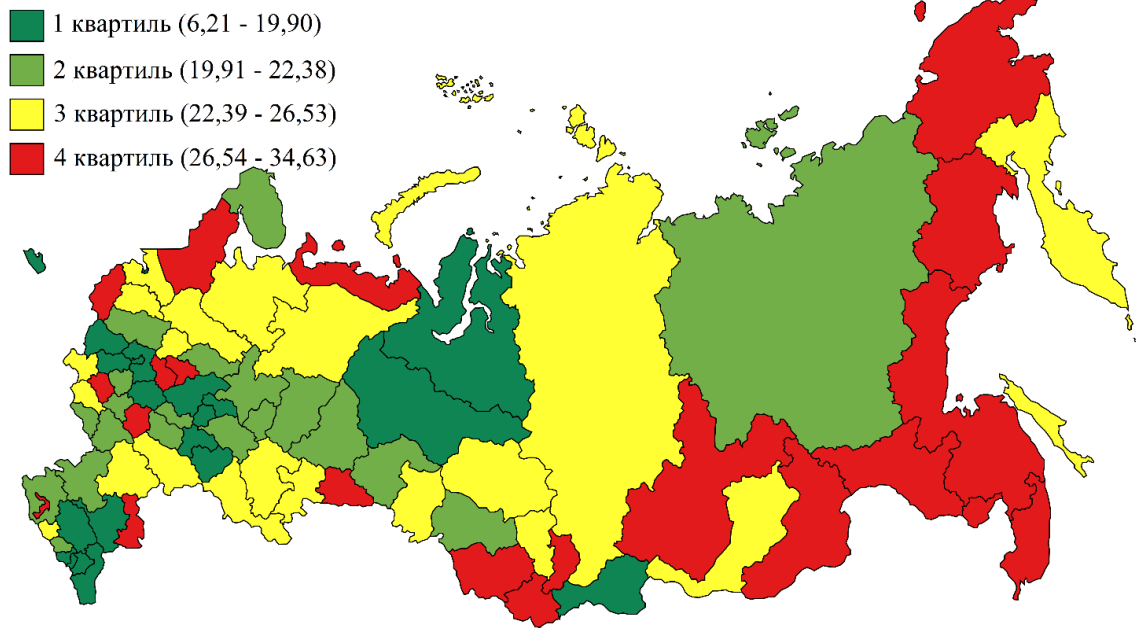 1 квартиль (6,21 - 19,90)
2 квартиль (19,91 - 22,38)
3 квартиль (22,39 - 26,53)
4 квартиль (26,54 - 34,63)